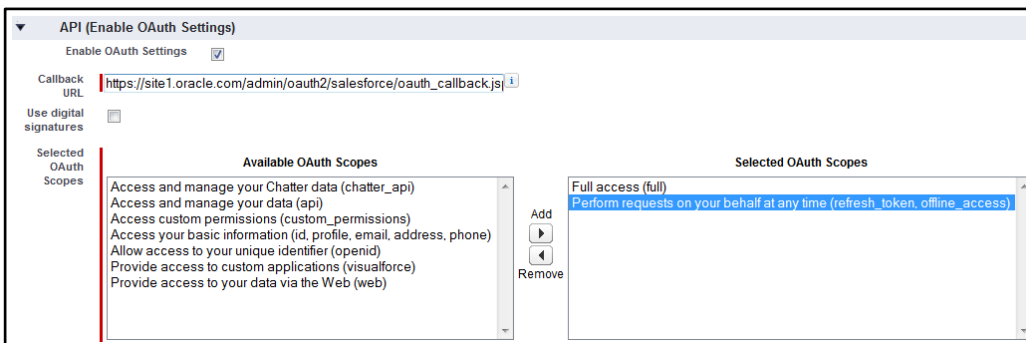 API (Enable OAuth Settings)
Enable OAuth Settings
Callback URL
https://site1.oracle.com/admin/oauth2/salesforce/oauth_callback.jsp
i
Use digital signatures
Selected OAuth Scopes
Available OAuth Scopes
Access and manage your Chatter data (chatter_api)
Access and manage your data (api)
Access custom permissions (custom_permissions)
Access your basic information (id, profile, email, address, phone)
Allow access to your unique identifier (openid)
Provide access to custom applications (visualforce)
Provide access to your data via the Web (web)
Add
Remove
Selected OAuth Scopes
Full access (full)
Perform requests on your behalf at any time (refresh_token, offline_access)